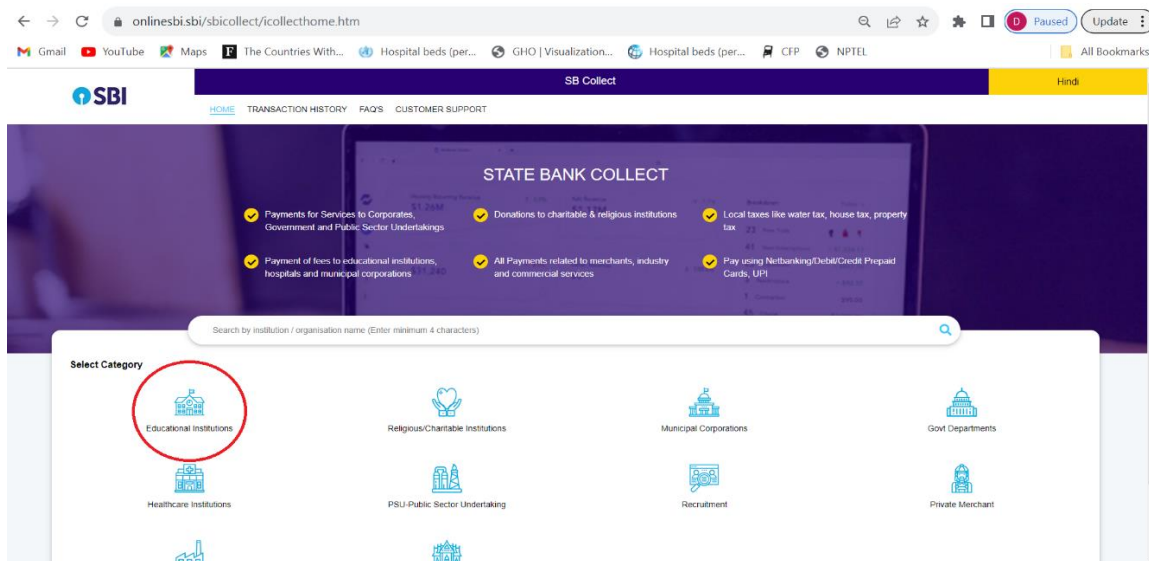 onlinesbi.sbi/sbicollect/icollecthome.htm
D Paused Update
Gmail YouTube Maps F The Countries With... Hospital beds (per... GHO | Visualization... Hospital beds (per... CFP NPTEL All Bookmarks
SBI
SB Collect
Hindi
HOME TRANSACTION HISTORY FAQ'S CUSTOMER SUPPORT
STATE BANK COLLECT
Payments for Services to Corporates,
Government and Public Sector Undertakings
Donations to charitable & religious institutions
Local taxes like water tax, house tax, property
tax
Payment of fees to educational institutions,
hospitals and municipal corporations
All Payments related to merchants, industry
and commercial services
Pay using Netbanking/Debit/Credit Prepaid
Cards, UPI
Search by institution / organisation name (Enter minimum 4 characters)
Select Category
Educational Institutions
Religious/Charitable Institutions
Municipal Corporations
Govt Departments
Healthcare Institutions
PSU-Public Sector Undertaking
Recruitment
Private Merchant